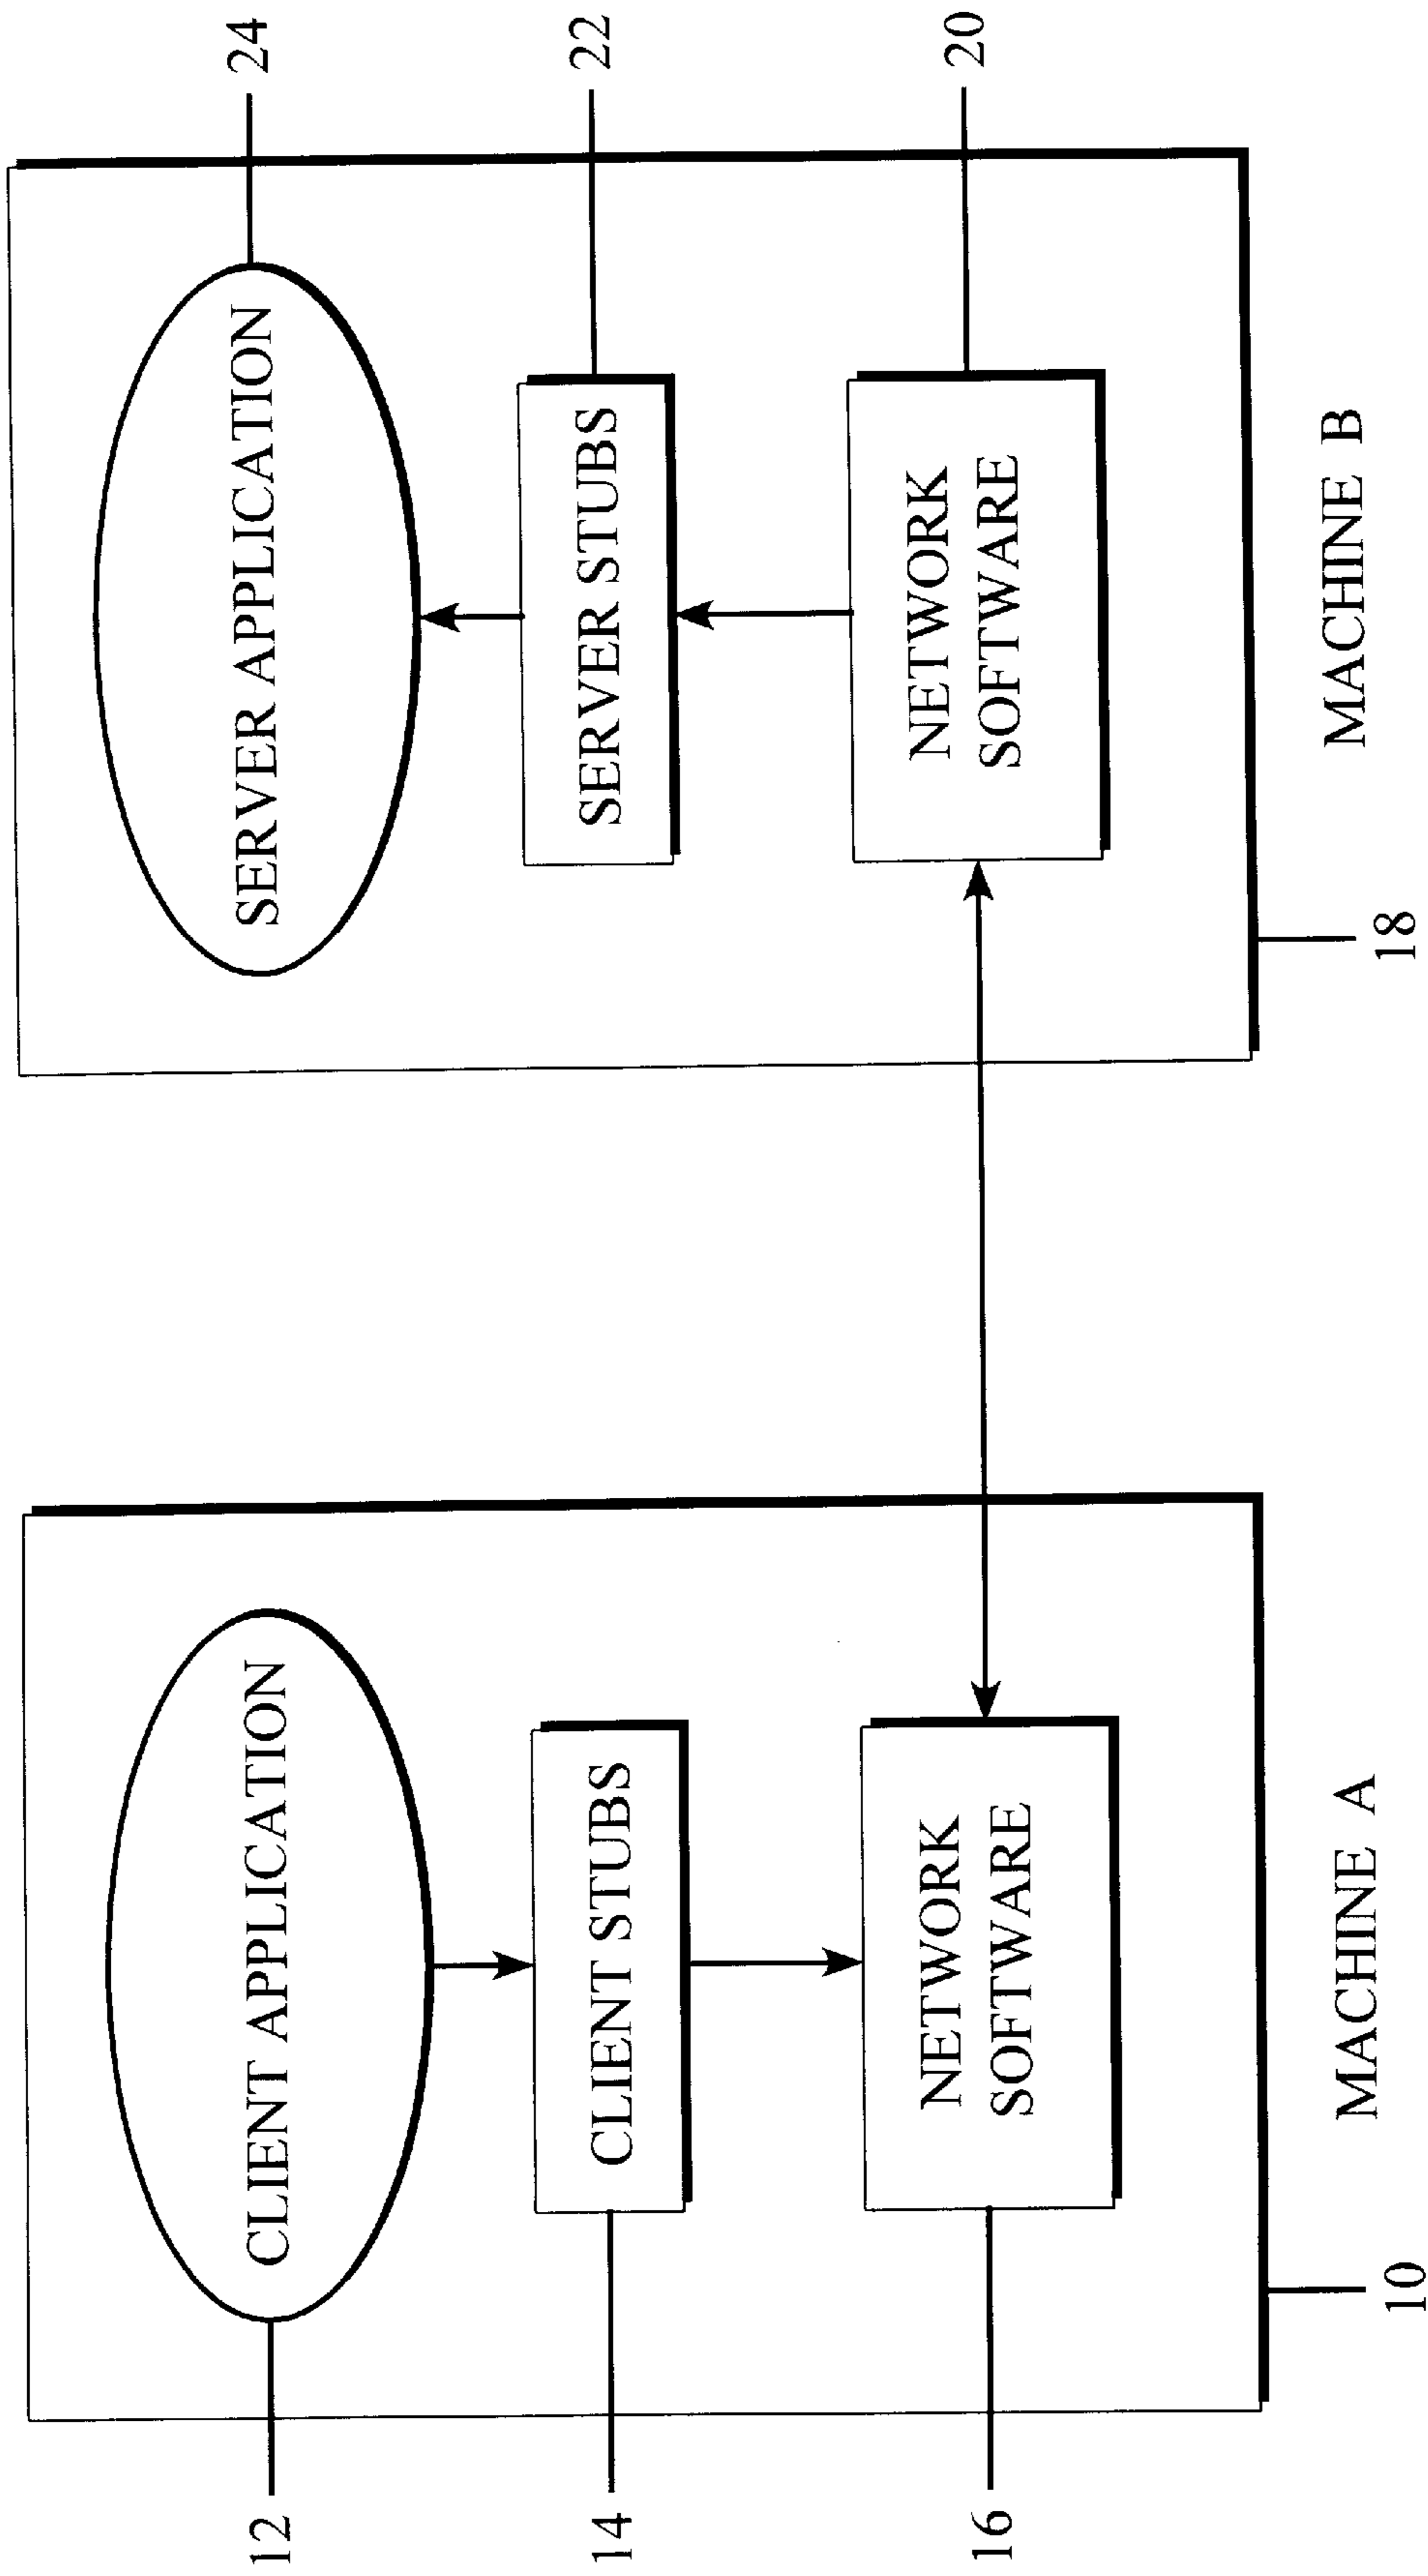 12
CLIENT APPLICATION
14
CLIENT STUBS
16
NETWORK
SOFTWARE
10
MACHINE A
SERVER APPLICATION
24
SERVER STUBS
22
NETWORK
SOFTWARE
20
18
MACHINE B